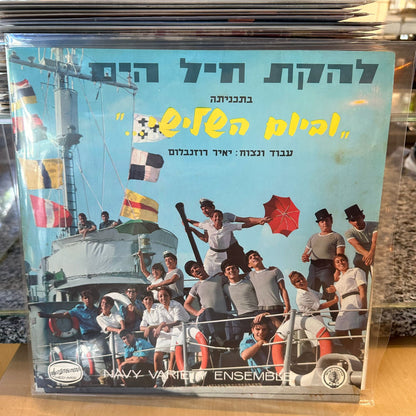 להקת חיל הים
בתכניתה
„וביום השלישי..."
עבוד ונצוח: יאיר רוזנבלום
NAVY VARIETY ENSEMBLE